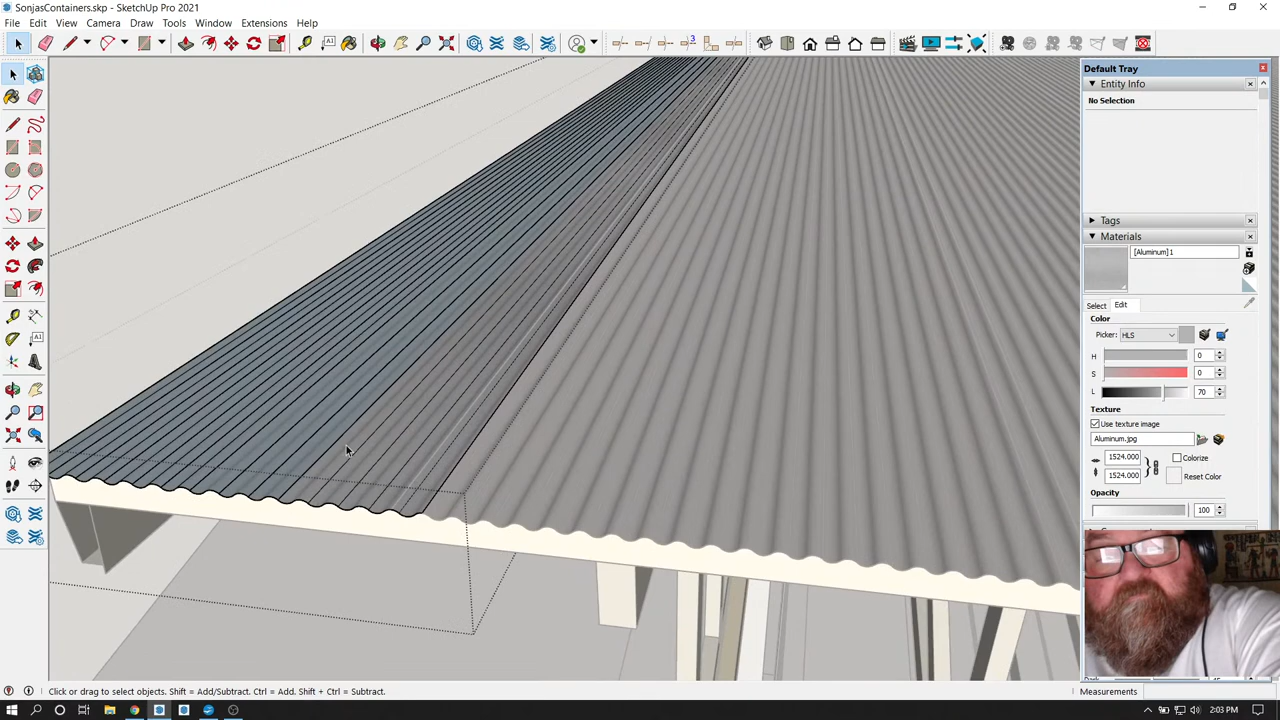 SonjasContainers.skp - SketchUp Pro 2021
File Edit View Camera Draw Tools Window Extensions Help
Default Tray
Entity Info
No Selection
Tags
Materials
[Aluminum]1
Select Edit
Color
Picker: HLS
H 0
S 0
L 70
Texture
Use texture image
Aluminum.jpg
1524.000
Colorize
1524.000
Reset Color
Opacity
100
Click or drag to select objects. Shift = Add/Subtract. Ctrl = Add. Shift + Ctrl = Subtract.
Measurements
2:03 PM